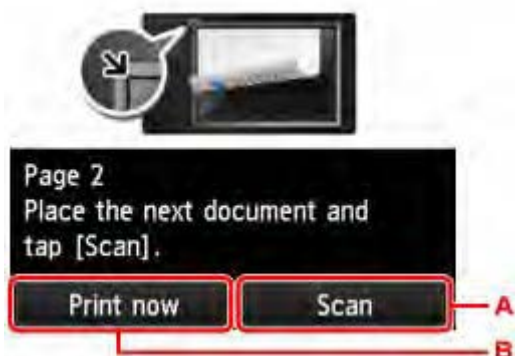 Page 2
Place the next document and
tap [Scan].
Print now
Scan
A
B